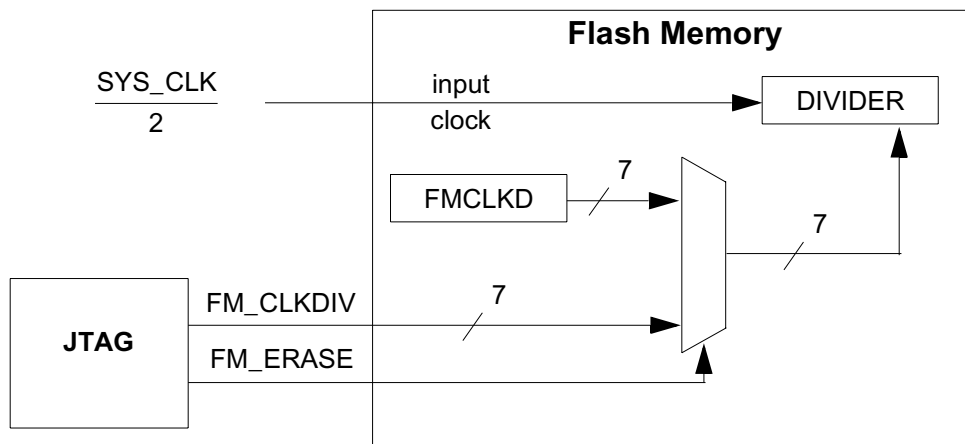 Flash Memory
SYS_CLK
2
input
clock
DIVIDER
7
FMCLKD
7
FM_CLKDIV
7
JTAG
FM_ERASE